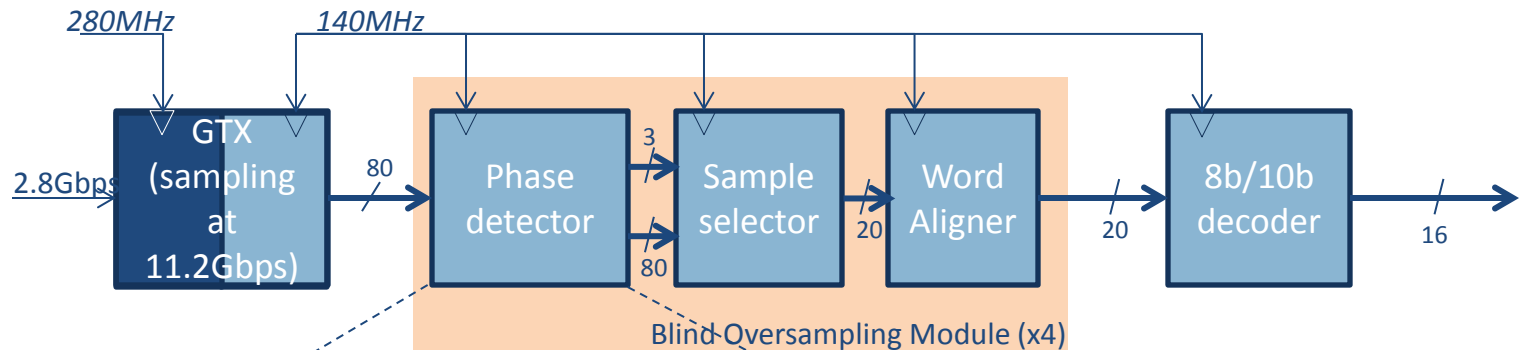 280MHz
140MHz
2.8Gbps
GTX
(sampling
at
11.2Gbps)
80
Phase
detector
3
80
Sample
selector
20
Word
Aligner
20
8b/10b
decoder
16
Blind Oversampling Module (x4)